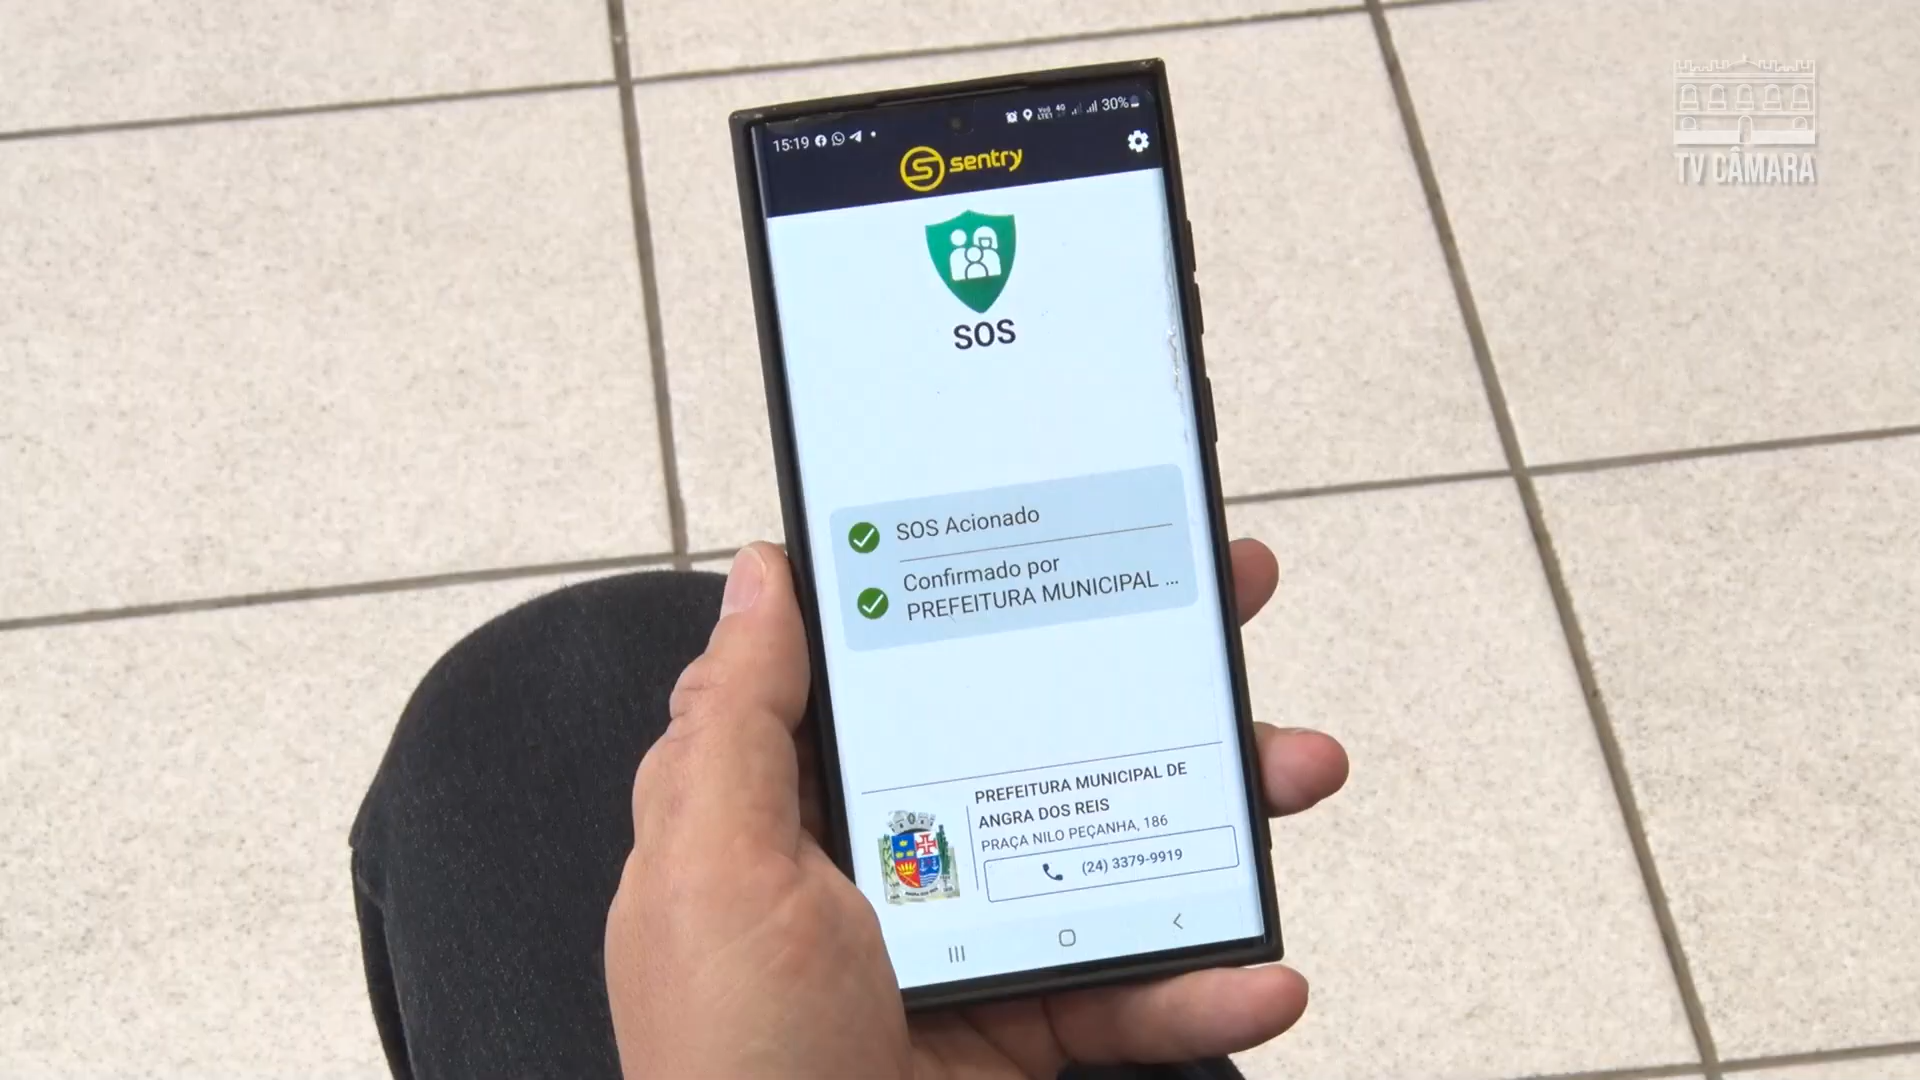 TV CÂMARA
15:19
30%
sentry
SOS
SOS Acionado
Confirmado por
PREFEITURA MUNICIPAL ...
PREFEITURA MUNICIPAL DE
ANGRA DOS REIS
PRAÇA NILO PEÇANHA, 186
(24) 3379-9919